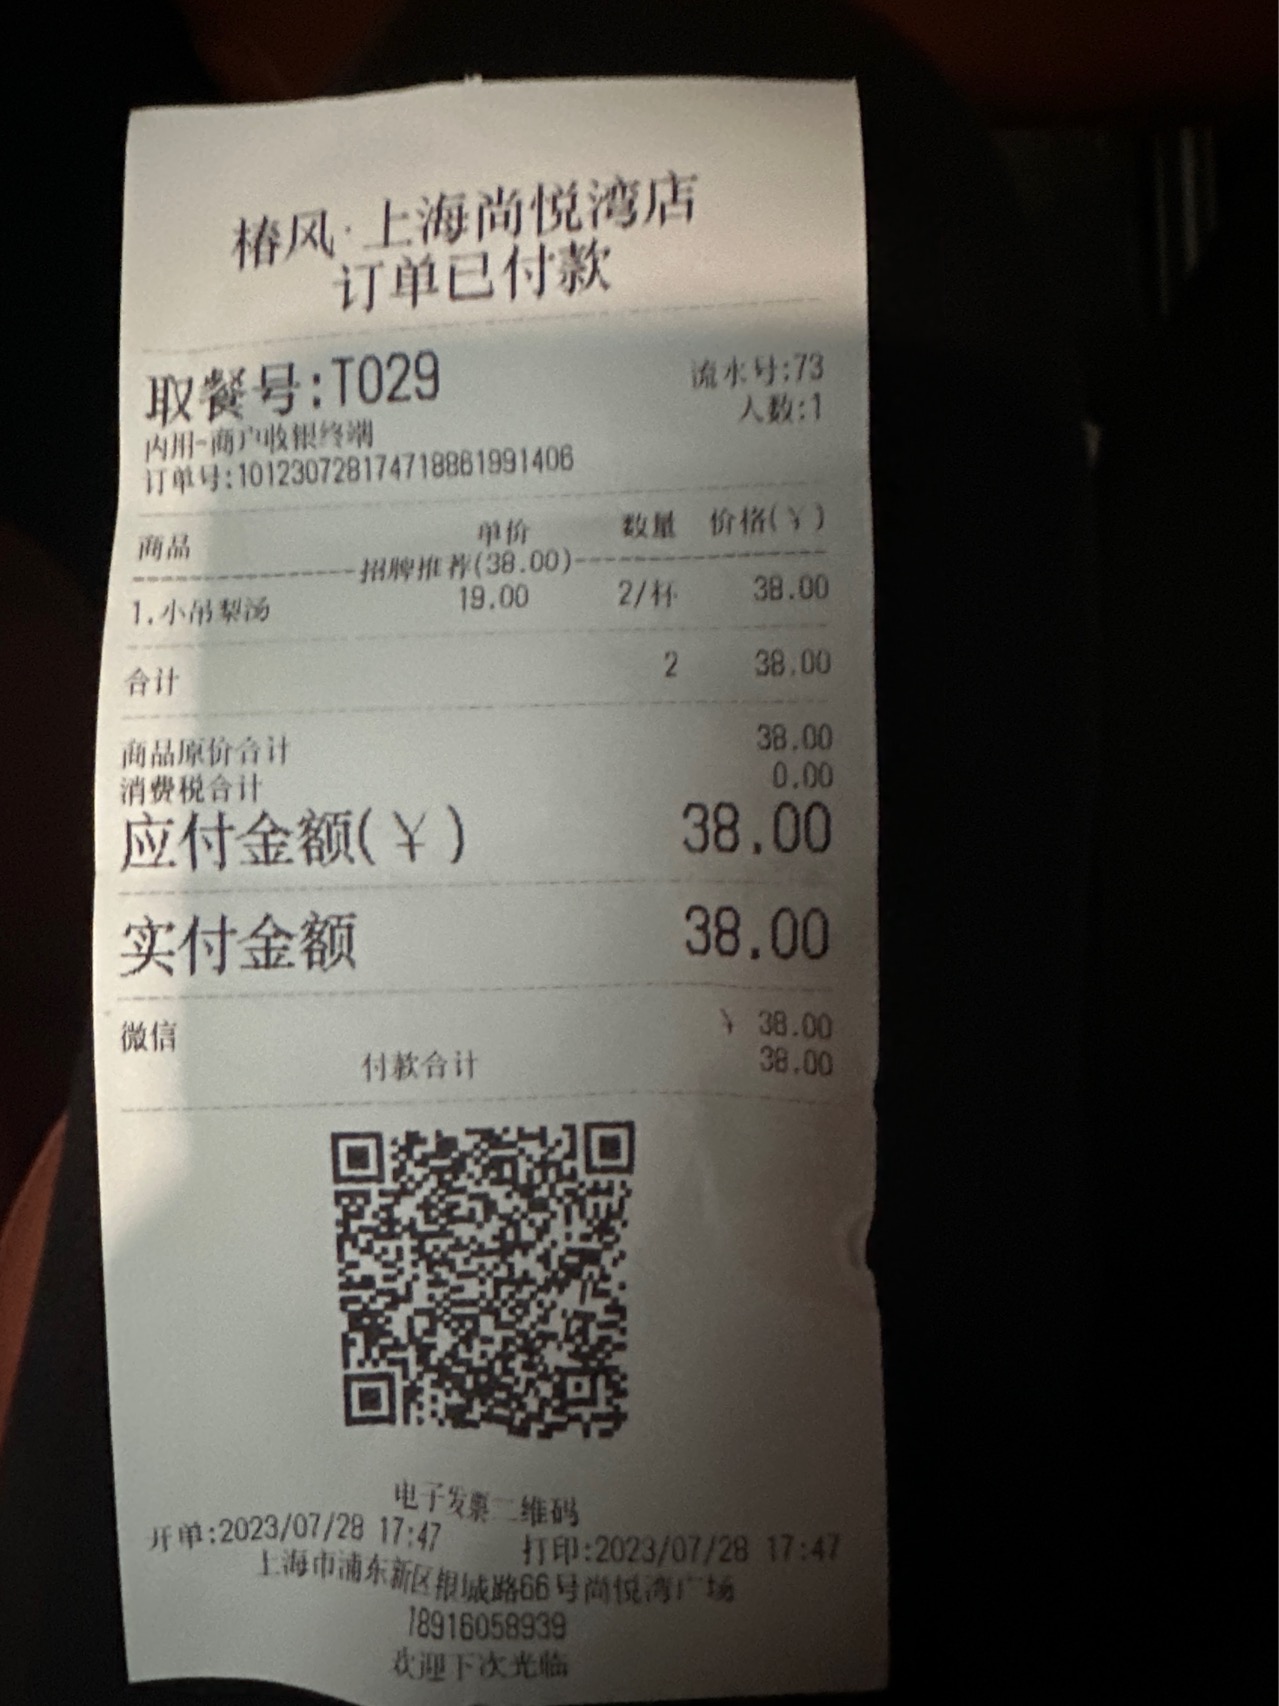 椿风·上海尚悦湾店
订单已付款
取餐号:T029 流水号:73
人数:1
内用-商户收银终端
订单号:101230728174718861991406
商品 单价 数量 价格(¥)
招牌推荐(38.00)
1.小吊梨汤 19.00 2/杯 38.00
合计 2 38.00
商品原价合计 38.00
消费税合计 0.00
应付金额(¥) 38.00
实付金额 38.00
微信 ¥ 38.00
付款合计 38.00
电子发票二维码
开单:2023/07/28 17:47 打印:2023/07/28 17:47
上海市浦东新区银城路66号尚悦湾广场
18916058939
欢迎下次光临